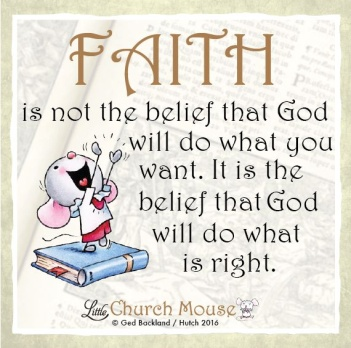 FAITH
is not the belief that God
will do what you
want. It is the
belief that God
will do what
is right.
Little Church Mouse
© Ged Backland / Hutch 2016